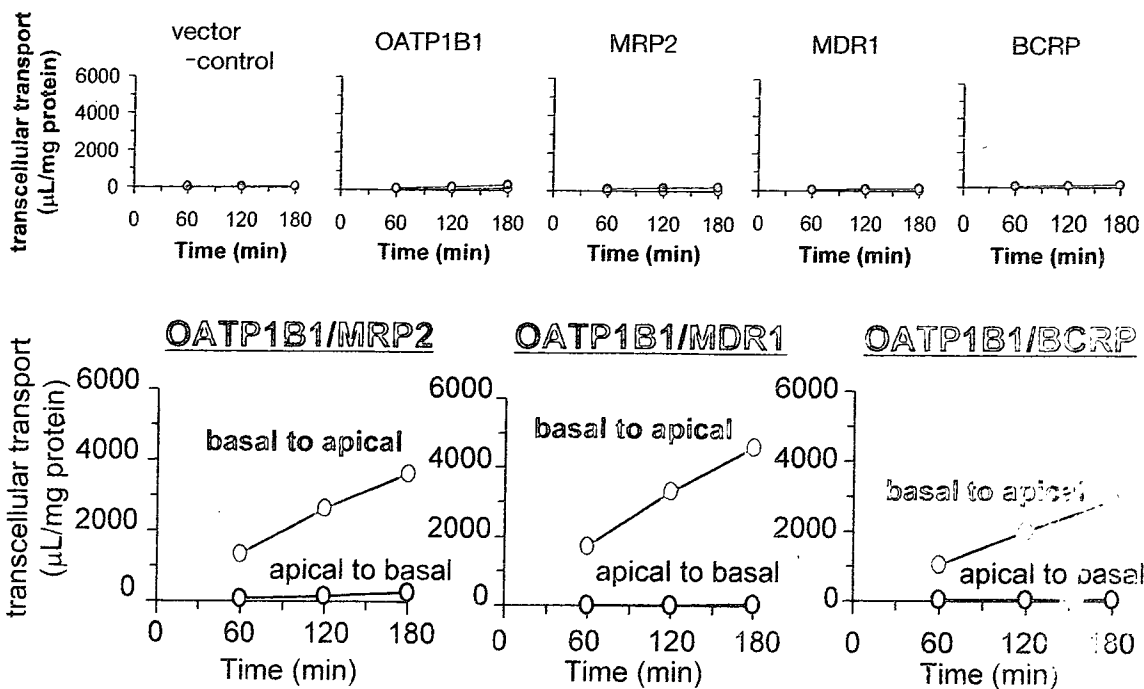 vector
-control
OATP1B1
MRP2
MDR1
BCRP
transcellular transport
(µL/mg protein)
6000
4000
2000
0
0 60 120 180
0 60 120 180
0 60 120 180
0 60 120 180
0 60 120 180
Time (min)
Time (min)
Time (min)
Time (min)
Time (min)
OATP1B1/MRP2
OATP1B1/MDR1
OATP1B1/BCRP
transcellular transport
(µL/mg protein)
6000
4000
2000
0
basal to apical
apical to basal
0 60 120 180
Time (min)
6000
4000
2000
0
basal to apical
apical to basal
0 60 120 180
Time (min)
6000
4000
2000
0
basal to apical
apical to basal
0 60 120 180
Time (min)